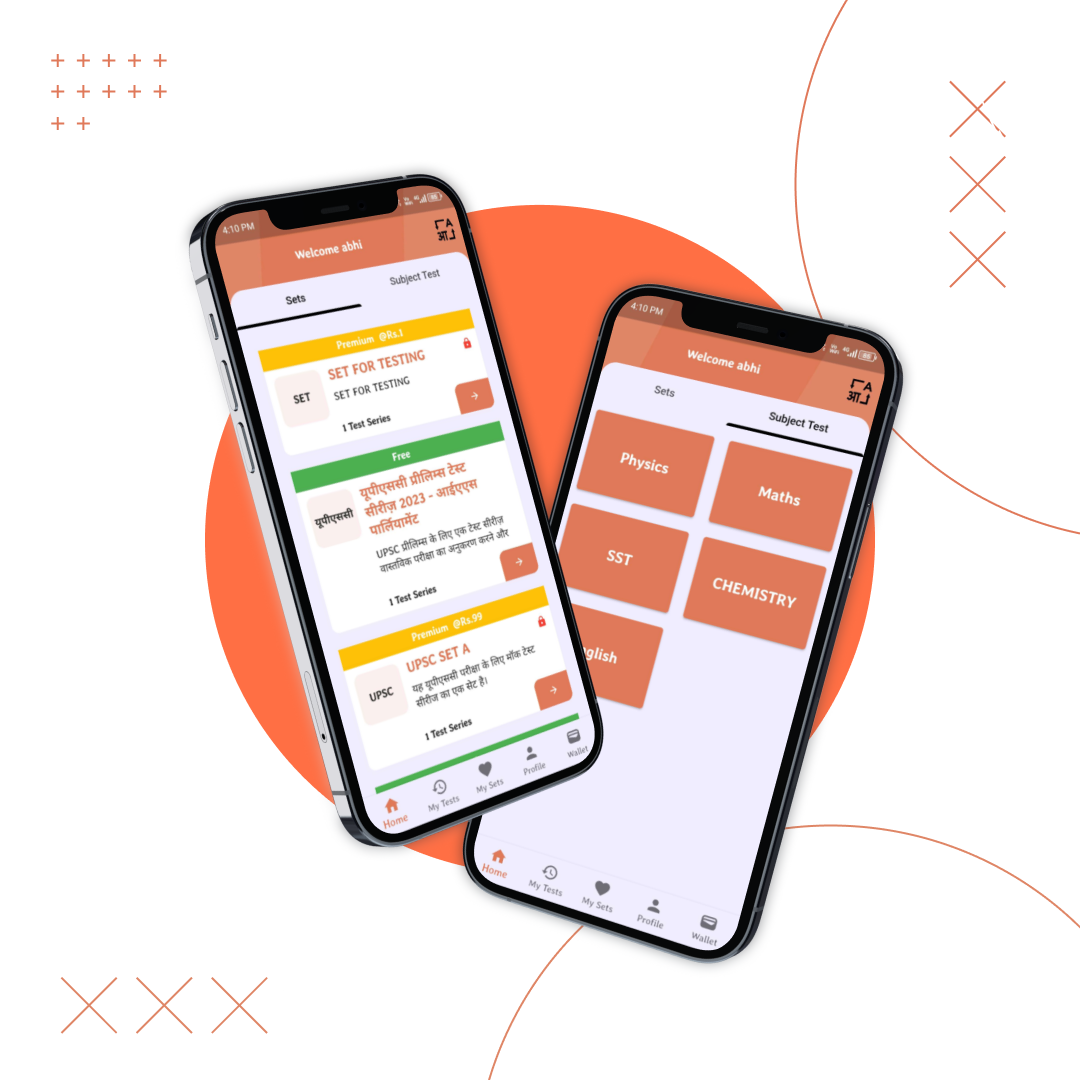 4:10 PM
Welcome abhi
Sets
Subject Test
Premium @Rs.1
SET
SET FOR TESTING
SET FOR TESTING
1 Test Series
Free
यूपीएससी
यूपीएससी प्रीलिम्स टेस्ट
सीरीज़ 2023 - आईएएस
पार्लियामेंट
UPSC प्रीलिम्स के लिए एक टेस्ट सीरीज़
वास्तविक परीक्षा का अनुकरण करने और
1 Test Series
Premium @Rs.99
UPSC
UPSC SET A
यह यूपीएससी परीक्षा के लिए मॉक टेस्ट
सीरीज का एक सेट है।
1 Test Series
Home
My Tests
My Sets
Profile
Wallet
4:10 PM
Welcome abhi
A
आ
Sets
Subject Test
Physics
Maths
SST
CHEMISTRY
glish
Home
My Tests
My Sets
Profile
Wallet